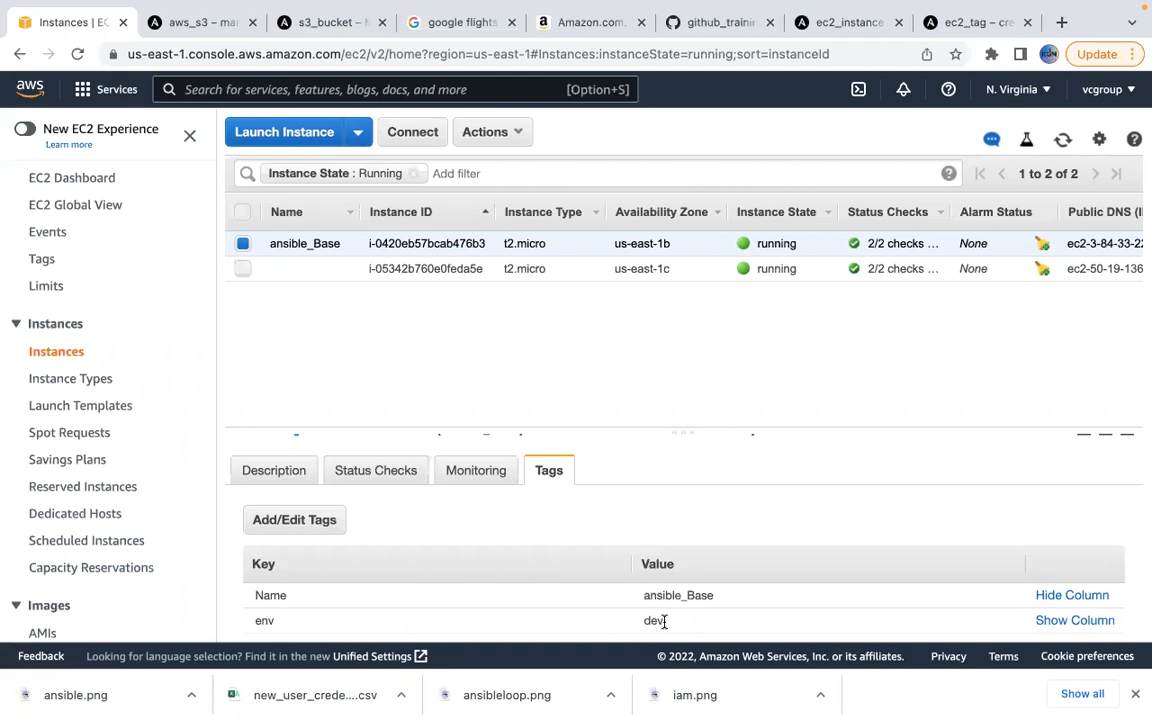 Instances | EC
aws_s3 – ma
s3_bucket – M
google flights
Amazon.com.
github_trainin
ec2_instance
ec2_tag – cre
us-east-1.console.aws.amazon.com/ec2/v2/home?region=us-east-1#Instances:instanceState=running;sort=instanceId
Update
aws
Services
Search for services, features, blogs, docs, and more
[Option+S]
N. Virginia
vcgroup
New EC2 Experience
Learn more
EC2 Dashboard
EC2 Global View
Events
Tags
Limits
Instances
Instances
Instance Types
Launch Templates
Spot Requests
Savings Plans
Reserved Instances
Dedicated Hosts
Scheduled Instances
Capacity Reservations
Images
AMIs
Launch Instance
Connect
Actions
Instance State : Running
Add filter
1 to 2 of 2
Name Instance ID Instance Type Availability Zone Instance State Status Checks Alarm Status Public DNS (I
ansible_Base i-0420eb57bcab476b3 t2.micro us-east-1b running 2/2 checks ... None ec2-3-84-33-22
i-05342b760e0feda5e t2.micro us-east-1c running 2/2 checks ... None ec2-50-19-136
Description Status Checks Monitoring Tags
Add/Edit Tags
Key Value
Name ansible_Base Hide Column
env dev Show Column
Feedback
Looking for language selection? Find it in the new Unified Settings
© 2022, Amazon Web Services, Inc. or its affiliates.
Privacy
Terms
Cookie preferences
ansible.png
new_user_crede....csv
ansibleloop.png
iam.png
Show all